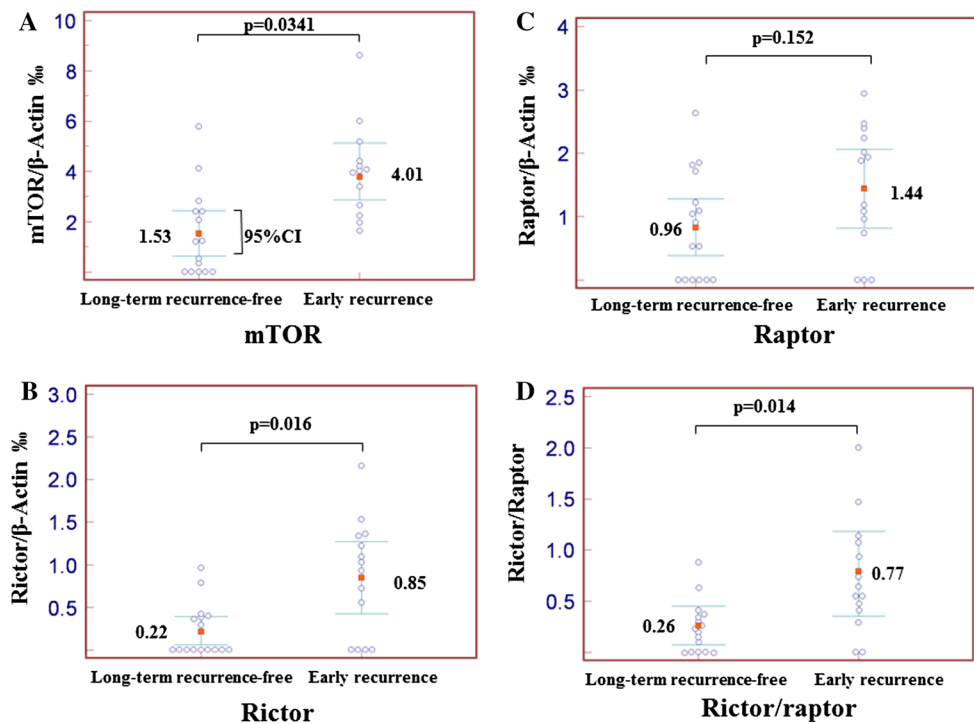 A
10
8
6
4
2
mTOR/β-Actin ‰
p=0.0341
1.53
95%CI
4.01
Long-term recurrence-free
Early recurrence
mTOR
C
4
3
2
1
Raptor/β-Actin ‰
p=0.152
0.96
1.44
Long-term recurrence-free
Early recurrence
Raptor
B
3.0
2.5
2.0
1.5
1.0
0.5
Rictor/β-Actin ‰
p=0.016
0.22
0.85
Long-term recurrence-free
Early recurrence
Rictor
D
2.5
2.0
1.5
1.0
0.5
Rictor/Raptor
p=0.014
0.26
0.77
Long-term recurrence-free
Early recurrence
Rictor/raptor